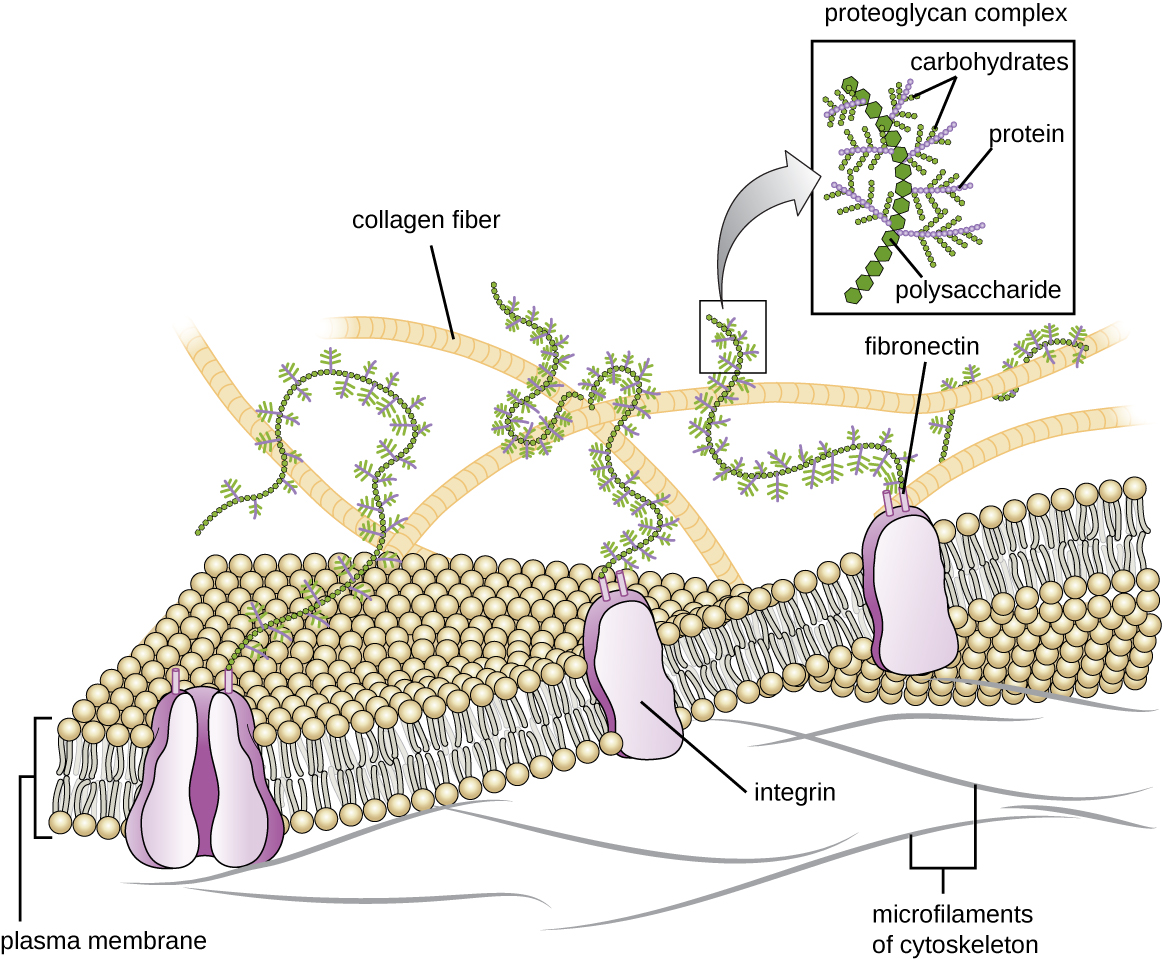 proteoglycan complex
carbohydrates
protein
polysaccharide
collagen fiber
fibronectin
integrin
microfilaments
of cytoskeleton
plasma membrane